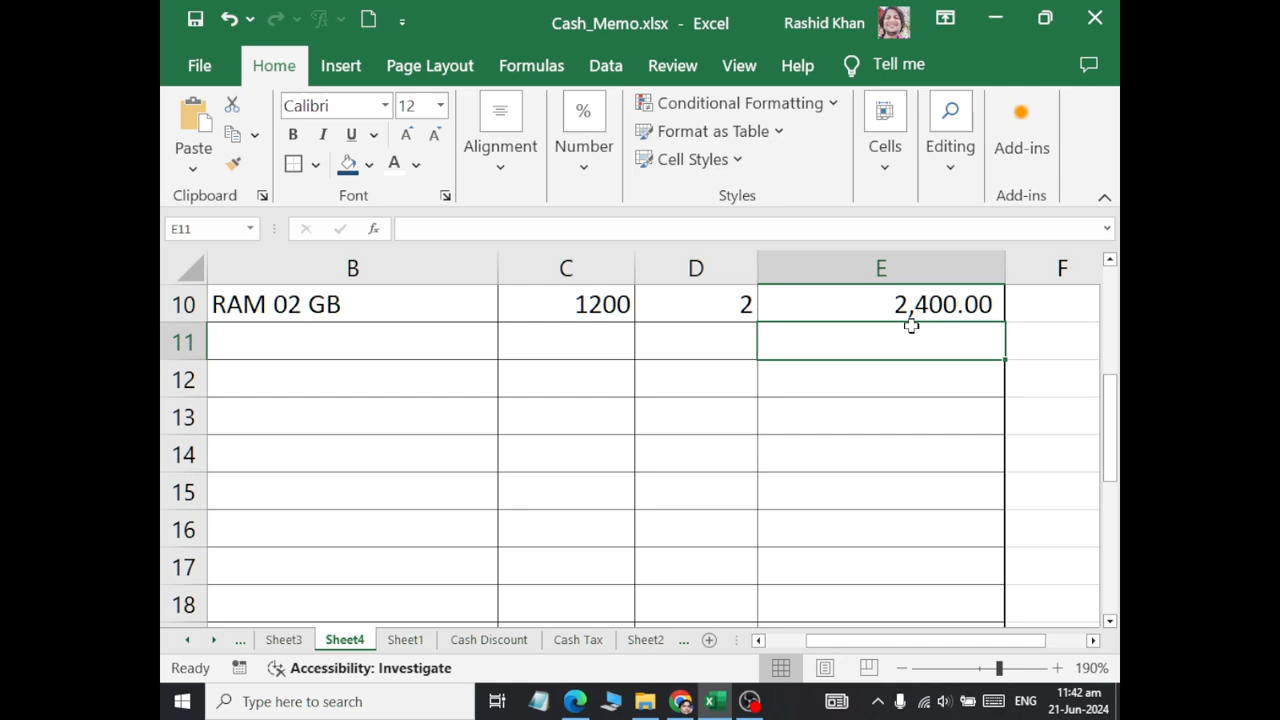 Cash_Memo.xlsx - Excel
Rashid Khan
File Home Insert Page Layout Formulas Data Review View Help Tell me
Paste
Clipboard
Calibri 12
B I U A A
A
Font
Alignment
%
Number
Conditional Formatting
Format as Table
Cell Styles
Styles
Cells
Editing
Add-ins
Add-ins
E11 fx
B C D E F
10 RAM 02 GB 1200 2 2,400.00
11
12
13
14
15
16
17
18
... Sheet3 Sheet4 Sheet1 Cash Discount Cash Tax Sheet2 ...
Ready Accessibility: Investigate 190%
Type here to search
ENG
11:42 am
21-Jun-2024